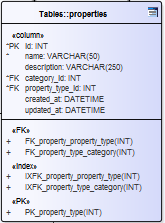 Tables::properties
«column»
*PK id: INT
* name: VARCHAR(50)
description: VARCHAR(250)
*FK category_id: INT
*FK property_type_id: INT
created_at: DATETIME
updated_at: DATETIME
«FK»
+ FK_property_property_type(INT)
+ FK_property_type_category(INT)
«index»
+ IXFK_property_property_type(INT)
+ IXFK_property_type_category(INT)
«PK»
+ PK_property_type(INT)